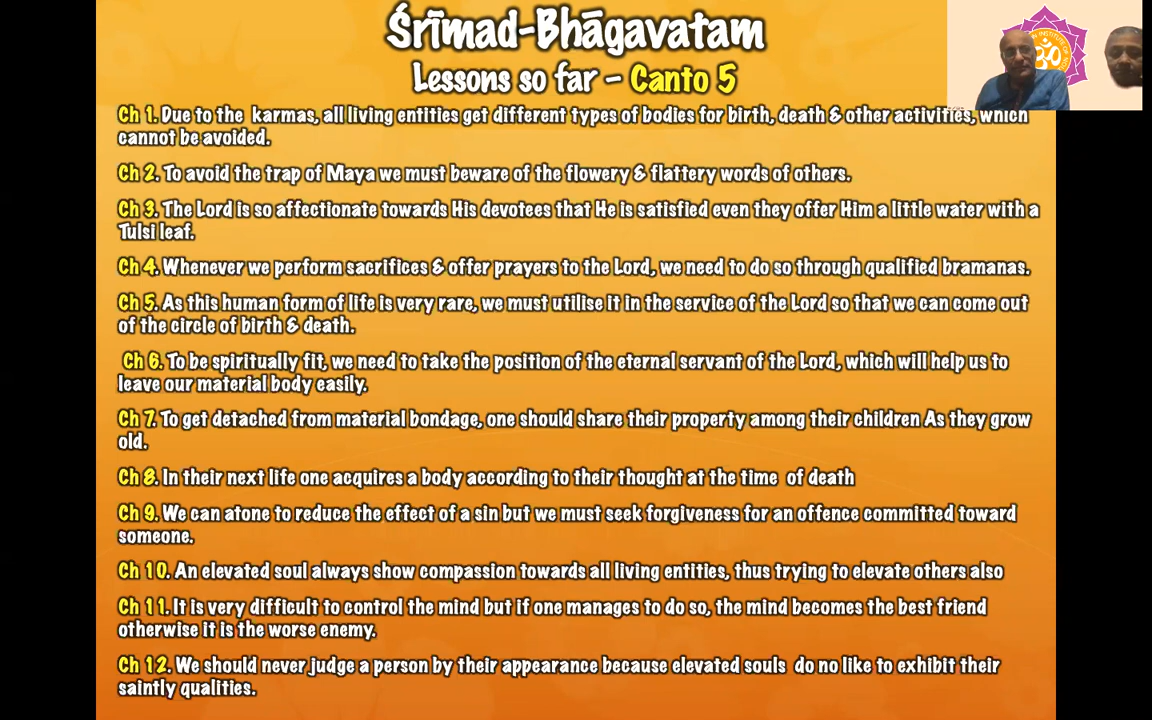 Śrīmad-Bhāgavatam
Lessons so far – Canto 5
Ch 1. Due to the karmas, all living entities get different types of bodies for birth, death & other activities, which
cannot be avoided.
Ch 2. To avoid the trap of Maya we must beware of the flowery & flattery words of others.
Ch 3. The Lord is so affectionate towards His devotees that He is satisfied even they offer Him a little water with a
Tulsi leaf.
Ch 4. Whenever we perform sacrifices & offer prayers to the Lord, we need to do so through qualified bramanas.
Ch 5. As this human form of life is very rare, we must utilise it in the service of the Lord so that we can come out
of the circle of birth & death.
Ch 6. To be spiritually fit, we need to take the position of the eternal servant of the Lord, which will help us to
leave our material body easily.
Ch 7. To get detached from material bondage, one should share their property among their children As they grow
old.
Ch 8. In their next life one acquires a body according to their thought at the time of death
Ch 9. We can atone to reduce the effect of a sin but we must seek forgiveness for an offence committed toward
someone.
Ch 10. An elevated soul always show compassion towards all living entities, thus trying to elevate others also
Ch 11. It is very difficult to control the mind but if one manages to do so, the mind becomes the best friend
otherwise it is the worse enemy.
Ch 12. We should never judge a person by their appearance because elevated souls do no like to exhibit their
saintly qualities.
ॐ